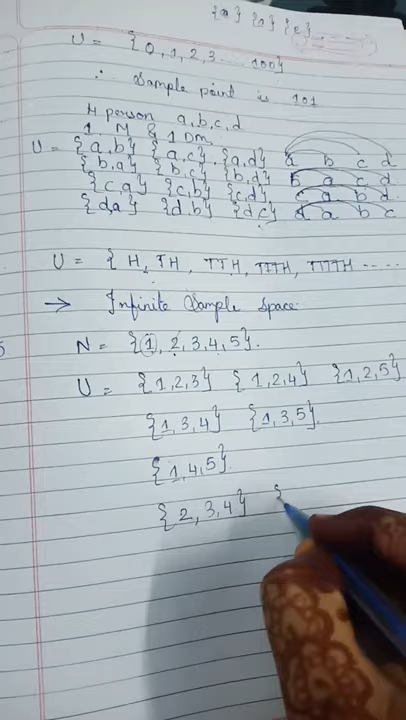 {a} {a} {e}
U = {0, 1, 2, 3 .... 100}
∴ Sample point is 101
4 person a, b, c, d
1. M & 1 Dm.
U = {a, b} {a, c}, {a, d} a b c d
{b, a} {b, c} {b, d} b a c d
{c, a} {c, b} {c, d} c a b d
{d, a} {d, b} {d, c} d a b c
U = { H, TH, TTH, TTTH, TTTTH .....
→ Infinite Sample Space.
N = {1, 2, 3, 4, 5}.
U = {1, 2, 3} {1, 2, 4} {1, 2, 5}
{1, 3, 4} {1, 3, 5}.
{1, 4, 5}
{2, 3, 4} {